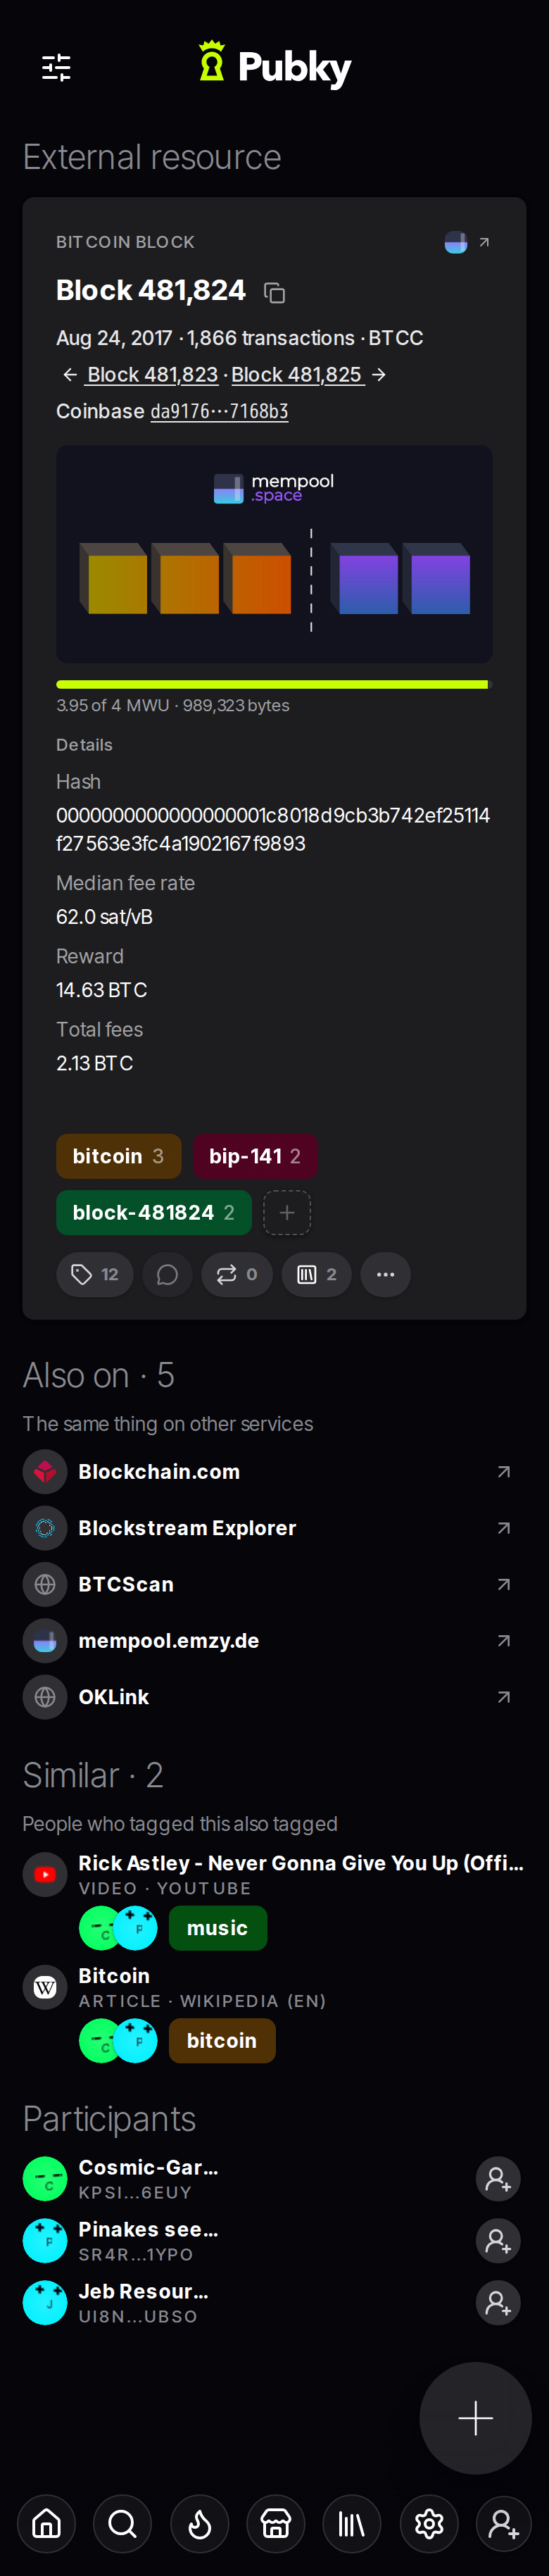 Pubky
External resource
BITCOIN BLOCK
Block 481,824
Aug 24, 2017 · 1,866 transactions · BTCC
← Block 481,823 · Block 481,825 →
Coinbase da9176···7168b3
mempool
.space
3.95 of 4 MWU · 989,323 bytes
Details
Hash
0000000000000000001c8018d9cb3b742ef25114
f27563e3fc4a1902167f9893
Median fee rate
62.0 sat/vB
Reward
14.63 BTC
Total fees
2.13 BTC
bitcoin 3 bip-141 2
block-481824 2
12 0 2
Also on · 5
The same thing on other services
Blockchain.com
Blockstream Explorer
BTCScan
mempool.emzy.de
OKLink
Similar · 2
People who tagged this also tagged
Rick Astley - Never Gonna Give You Up (Offi...
VIDEO · YOUTUBE
C P music
W Bitcoin
ARTICLE · WIKIPEDIA (EN)
C P bitcoin
Participants
C Cosmic-Gar...
KPSI...6EUY
P Pinakes see...
SR4R...1YPO
J Jeb Resour...
UI8N...UBSO